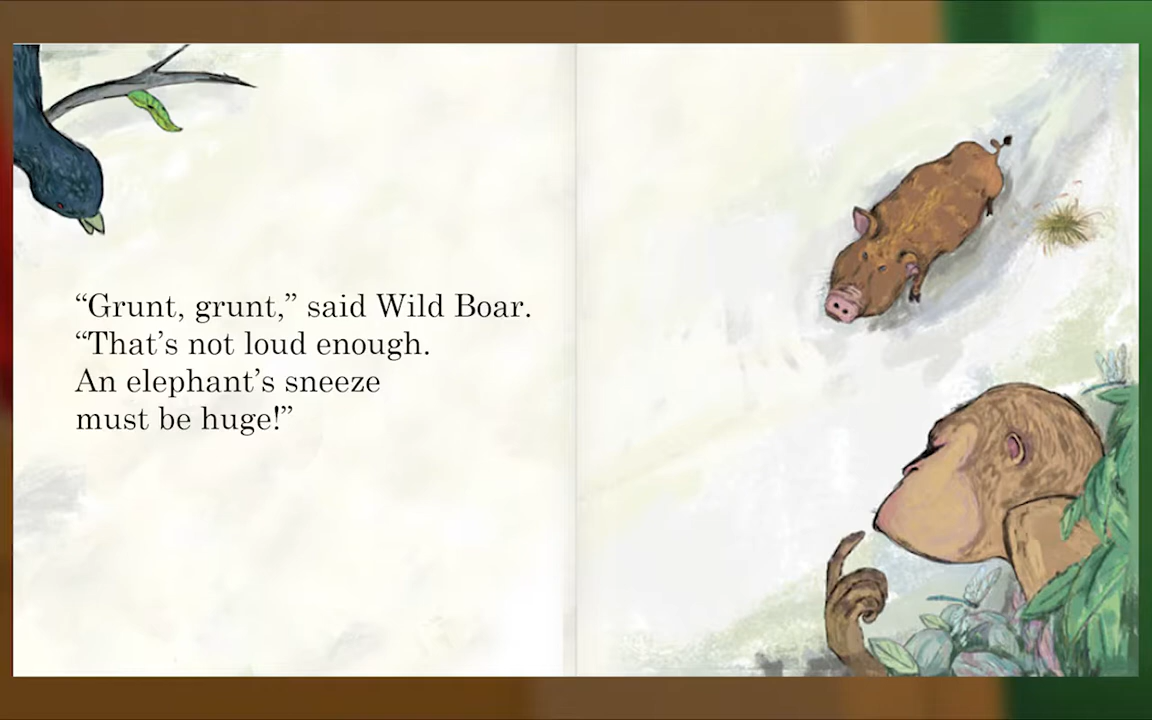 “Grunt, grunt,” said Wild Boar.
“That’s not loud enough.
An elephant’s sneeze
must be huge!”